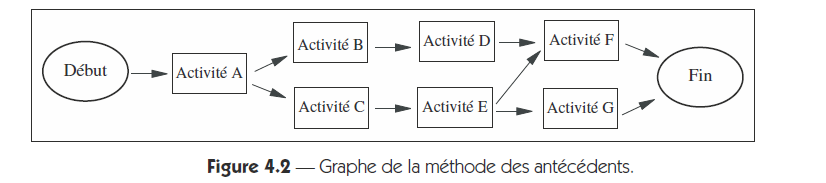 Activité B
Activité D
Activité F
Début
Activité A
Fin
Activité C
Activité E
Activité G
Figure 4.2 — Graphe de la méthode des antécédents.